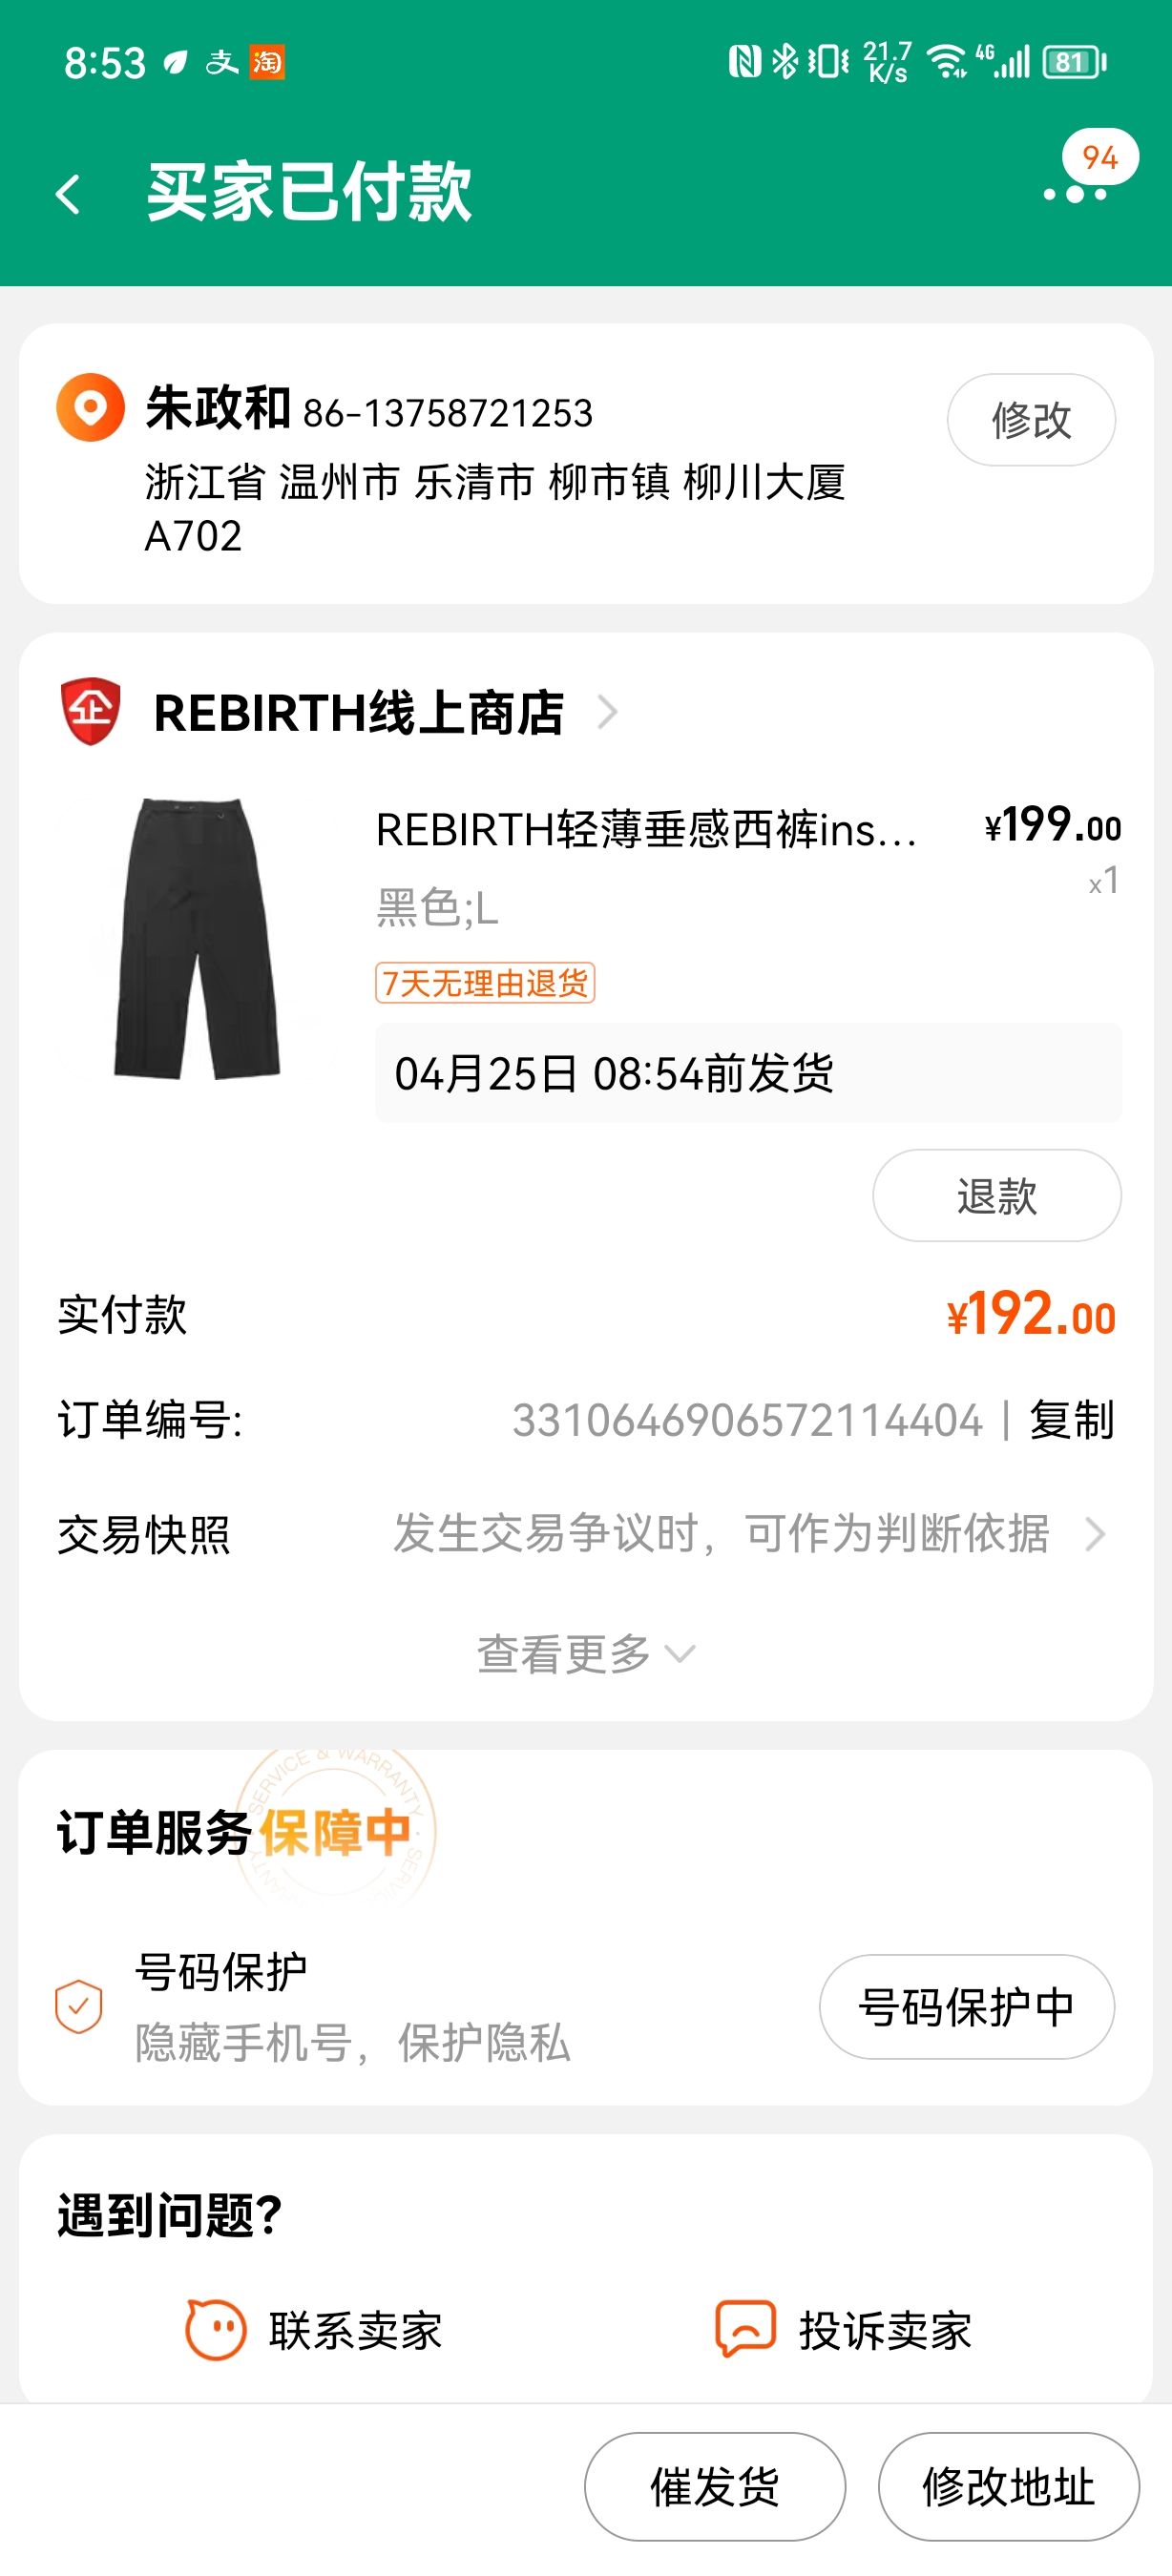 8:53 支 淘 21.7 K/s 4G 81
买家已付款
94
朱政和 86-13758721253
修改
浙江省 温州市 乐清市 柳市镇 柳川大厦
A702
企 REBIRTH线上商店
REBIRTH轻薄垂感西裤ins... ¥199.00
x1
黑色;L
7天无理由退货
04月25日 08:54前发货
退款
实付款 ¥192.00
订单编号: 3310646906572114404 | 复制
交易快照 发生交易争议时，可作为判断依据
查看更多
SERVICE & WARRANTY
订单服务保障中
号码保护
号码保护中
隐藏手机号，保护隐私
遇到问题?
联系卖家 投诉卖家
催发货 修改地址